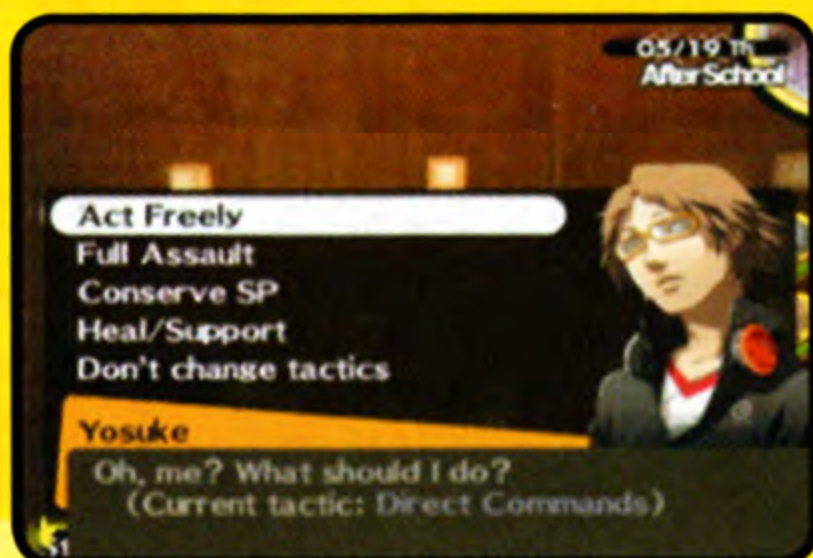 05/19 Th
After School
Act Freely
Full Assault
Conserve SP
Heal/Support
Don't change tactics
Yosuke
Oh, me? What should I do?
(Current tactic: Direct Commands)
51